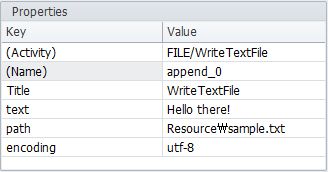 Properties
Key Value
(Activity) FILE/WriteTextFile
(Name) append_0
Title WriteTextFile
text Hello there!
path Resource₩sample.txt
encoding utf-8